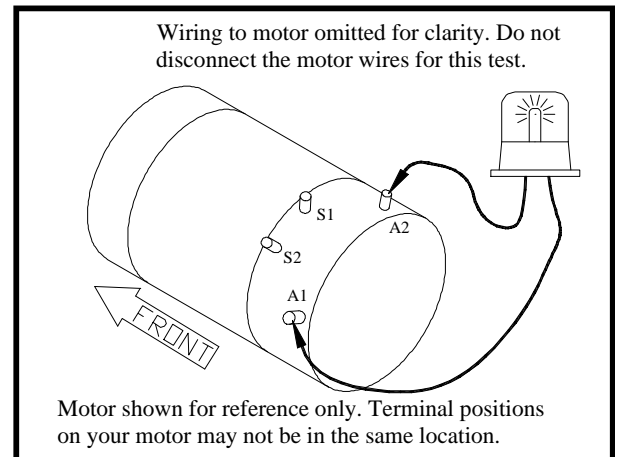 Wiring to motor omitted for clarity. Do not
disconnect the motor wires for this test.
S1
A2
S2
A1
FRONT
Motor shown for reference only. Terminal positions
on your motor may not be in the same location.